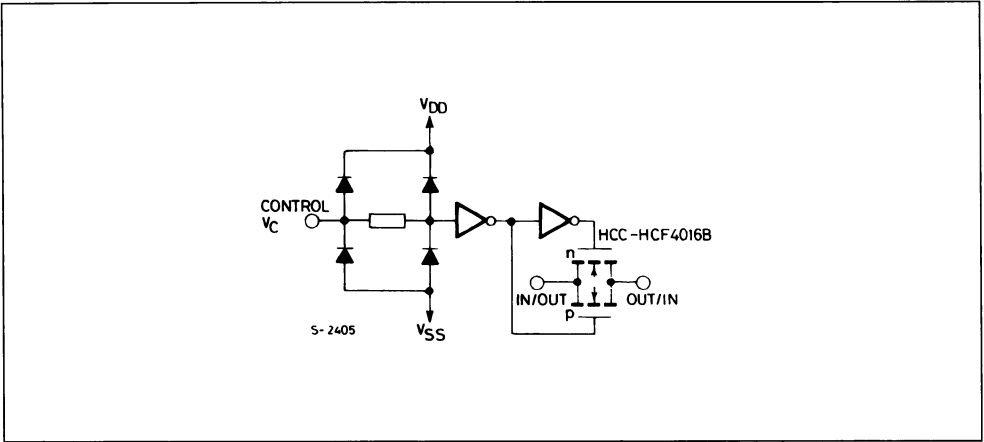 VDD
CONTROL
VC
HCC-HCF4016B
n
IN/OUT
OUT/IN
p
S-2405
VSS